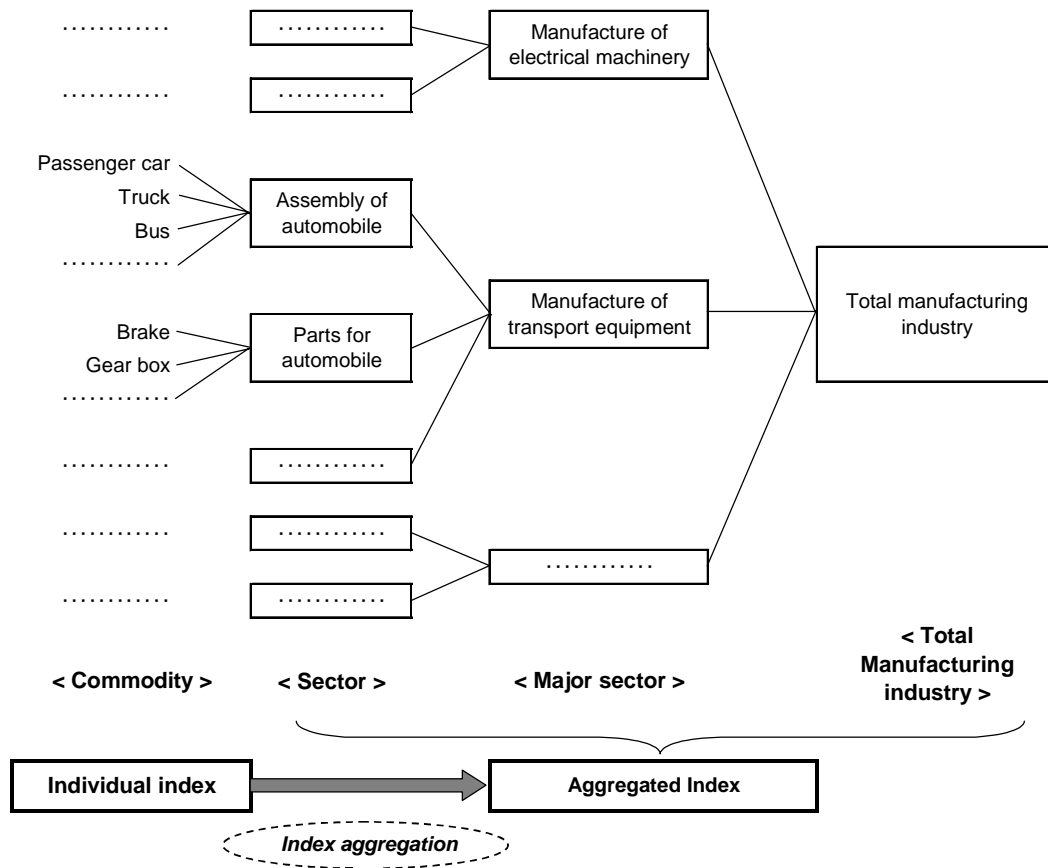 ............
............
Manufacture of
electrical machinery
............
............
Passenger car
Truck
Bus
............
Assembly of
automobile
Brake
Gear box
............
Parts for
automobile
Manufacture of
transport equipment
Total manufacturing
industry
............
............
............
............
............
............
............
< Commodity >
< Sector >
< Major sector >
< Total
Manufacturing
industry >
Individual index
Aggregated Index
Index aggregation